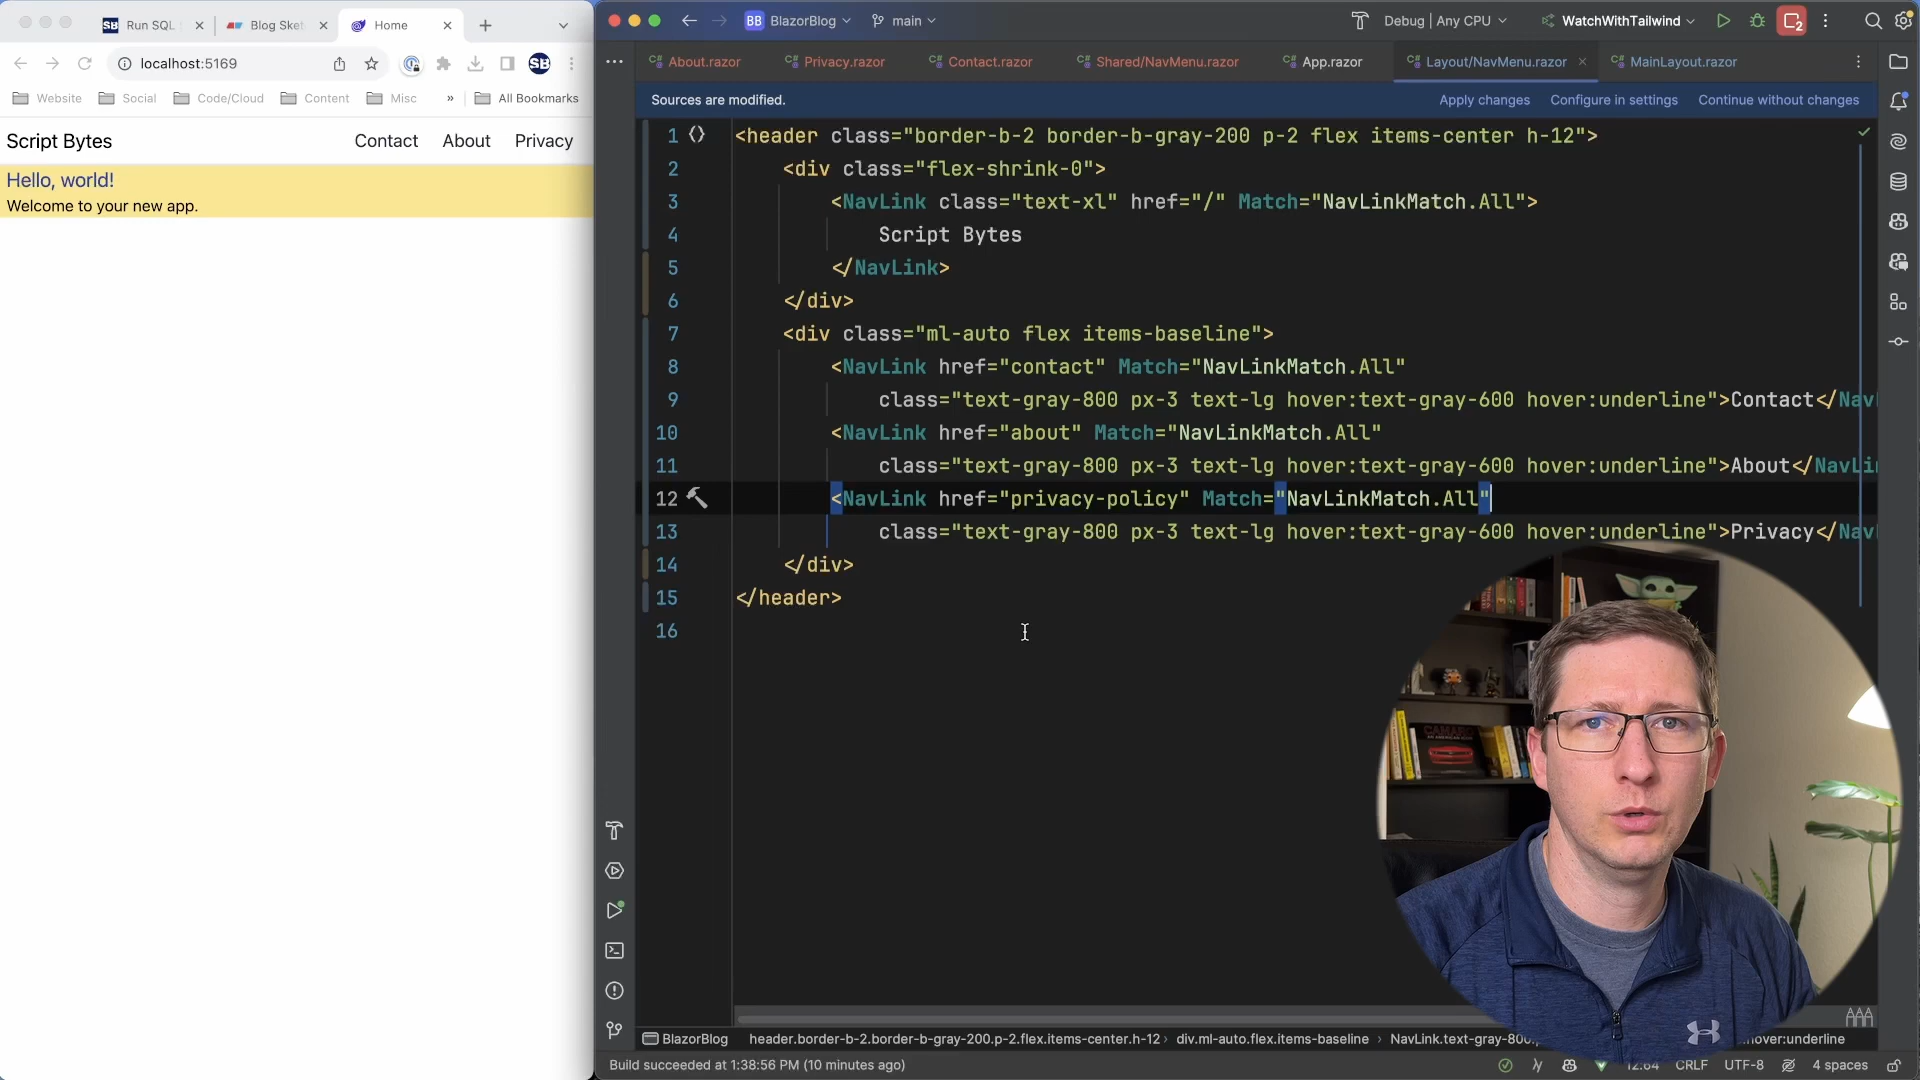 SB Run SQL
Blog Sket
Home
localhost:5169
SB
Website
Social
Code/Cloud
Content
Misc
»
All Bookmarks
Script Bytes
Contact
About
Privacy
Hello, world!
Welcome to your new app.
BB BlazorBlog
main
Debug | Any CPU
WatchWithTailwind
2
About.razor
Privacy.razor
Contact.razor
Shared/NavMenu.razor
App.razor
Layout/NavMenu.razor
MainLayout.razor
Sources are modified.
Apply changes
Configure in settings
Continue without changes
1 <header class="border-b-2 border-b-gray-200 p-2 flex items-center h-12">
2 <div class="flex-shrink-0">
3 <NavLink class="text-xl" href="/" Match="NavLinkMatch.All">
4 Script Bytes
5 </NavLink>
6 </div>
7 <div class="ml-auto flex items-baseline">
8 <NavLink href="contact" Match="NavLinkMatch.All"
9 class="text-gray-800 px-3 text-lg hover:text-gray-600 hover:underline">Contact</Nav
10 <NavLink href="about" Match="NavLinkMatch.All"
11 class="text-gray-800 px-3 text-lg hover:text-gray-600 hover:underline">About</NavLi
12 <NavLink href="privacy-policy" Match="NavLinkMatch.All"
13 class="text-gray-800 px-3 text-lg hover:text-gray-600 hover:underline">Privacy</Nav
14 </div>
15 </header>
16
CAMARO
BlazorBlog
header.border-b-2.border-b-gray-200.p-2.flex.items-center.h-12
div.ml-auto.flex.items-baseline
NavLink.text-gray-800.
hover:underline
Build succeeded at 1:38:56 PM (10 minutes ago)
12:64
CRLF
UTF-8
4 spaces